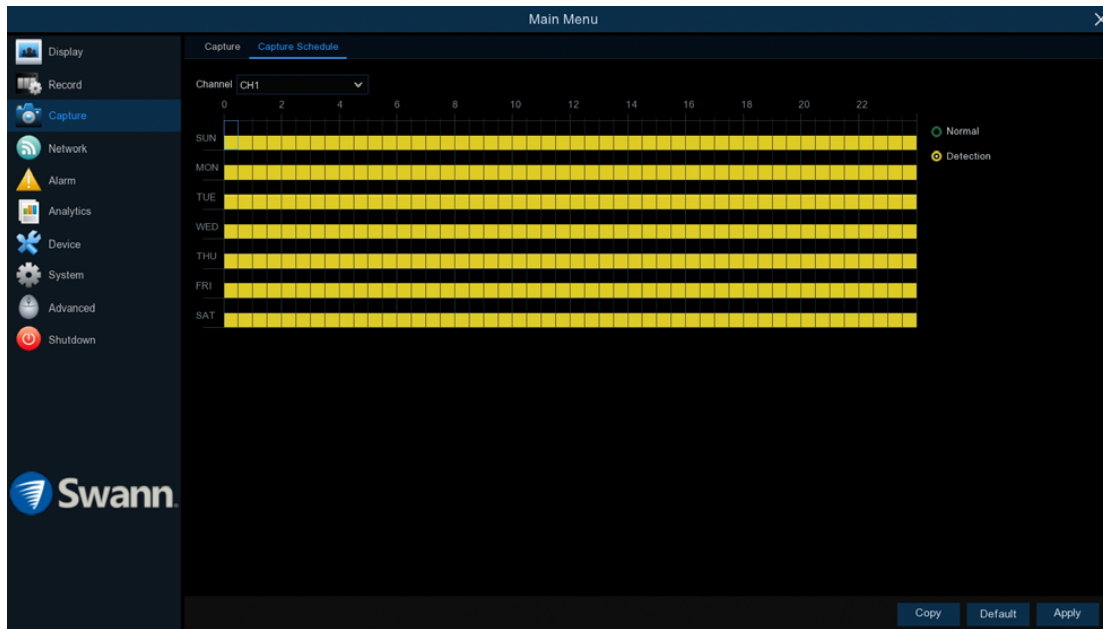 Main Menu
Display
Record
Capture
Network
Alarm
Analytics
Device
System
Advanced
Shutdown
Swann.
Capture Capture Schedule
Channel CH1
0 2 4 6 8 10 12 14 16 18 20 22
SUN
MON
TUE
WED
THU
FRI
SAT
Normal
Detection
Copy Default Apply